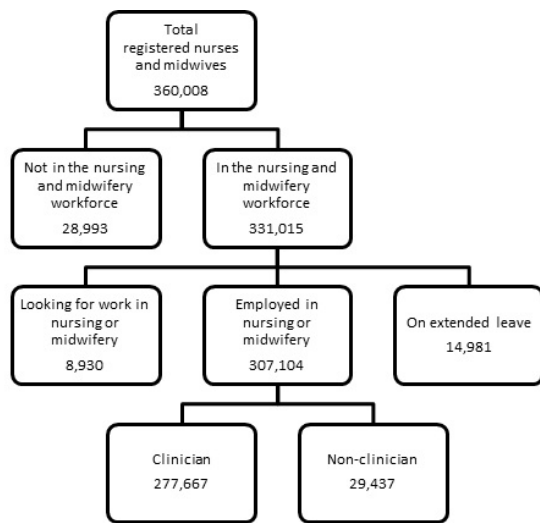 Total
registered nurses
and midwives
360,008
Not in the nursing
and midwifery
workforce
28,993
In the nursing and
midwifery
workforce
331,015
Looking for work in
nursing or
midwifery
8,930
Employed in
nursing or
midwifery
307,104
On extended leave
14,981
Clinician
277,667
Non-clinician
29,437